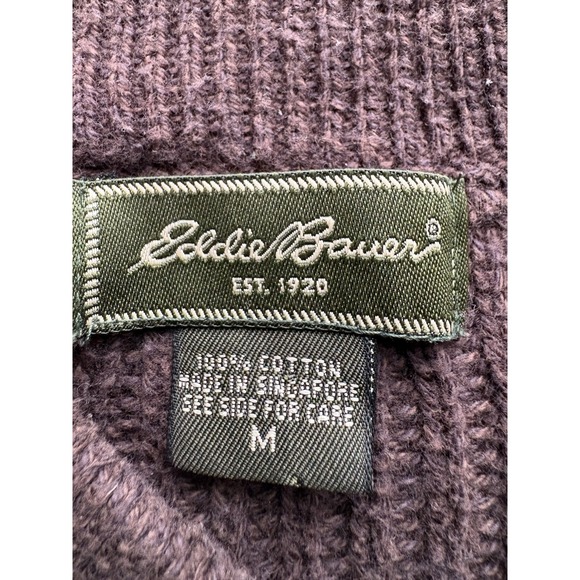 Eddie Bauer®
EST. 1920
100% COTTON
MADE IN SINGAPORE
SEE SIDE FOR CARE
M